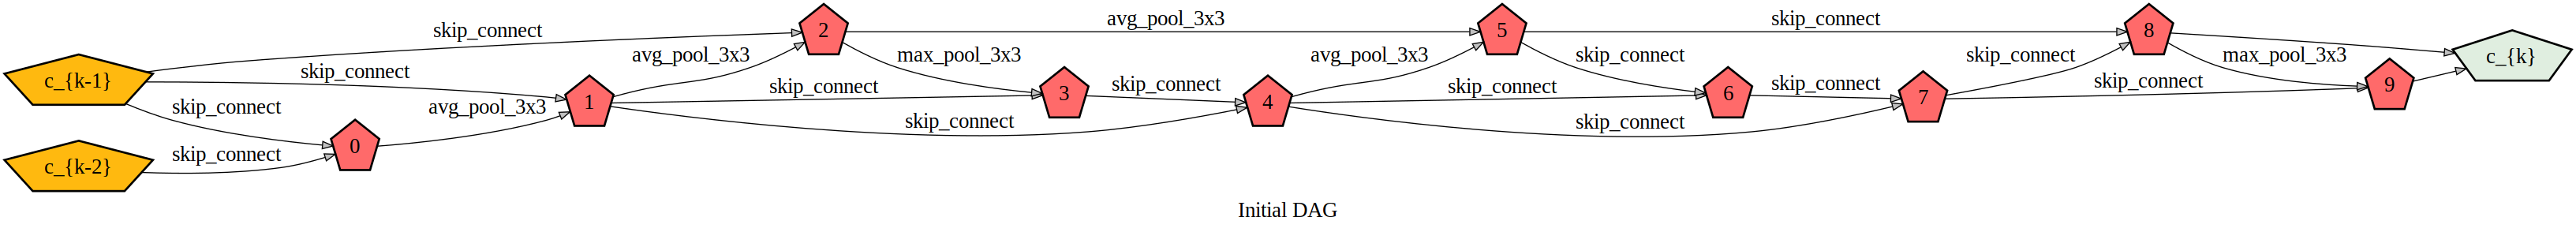 skip_connect
avg_pool_3x3
skip_connect
2
5
8
c_{k-1}
skip_connect
avg_pool_3x3
max_pool_3x3
avg_pool_3x3
skip_connect
skip_connect
max_pool_3x3
c_{k}
skip_connect
avg_pool_3x3
1
skip_connect
3
skip_connect
4
skip_connect
6
skip_connect
7
skip_connect
9
c_{k-2}
skip_connect
0
skip_connect
skip_connect
Initial DAG